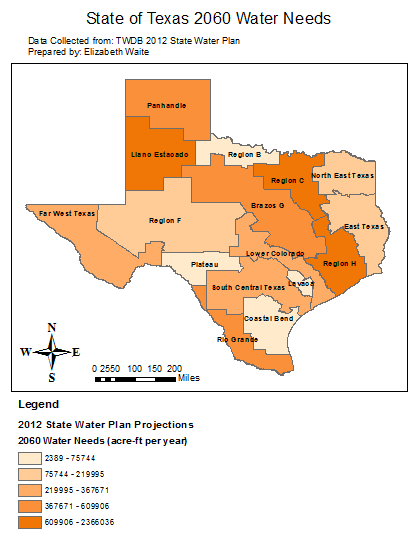 State of Texas 2060 Water Needs
Data Collected from: TWDB 2012 State Water Plan
Prepared by: Elizabeth Waite
Panhandle
Llano Estacado
Region B
Region C
North East Texas
Brazos G
Far West Texas
Region F
East Texas
Lower Colorado
Plateau
Region H
South Central Texas
Lavaca
Coastal Bend
Rio Grande
N
W
E
S
0 2550 100 150 200
Miles
Legend
2012 State Water Plan Projections
2060 Water Needs (acre-ft per year)
2389 - 75744
75744 - 219995
219995 - 367671
367671 - 609906
609906 - 2366036